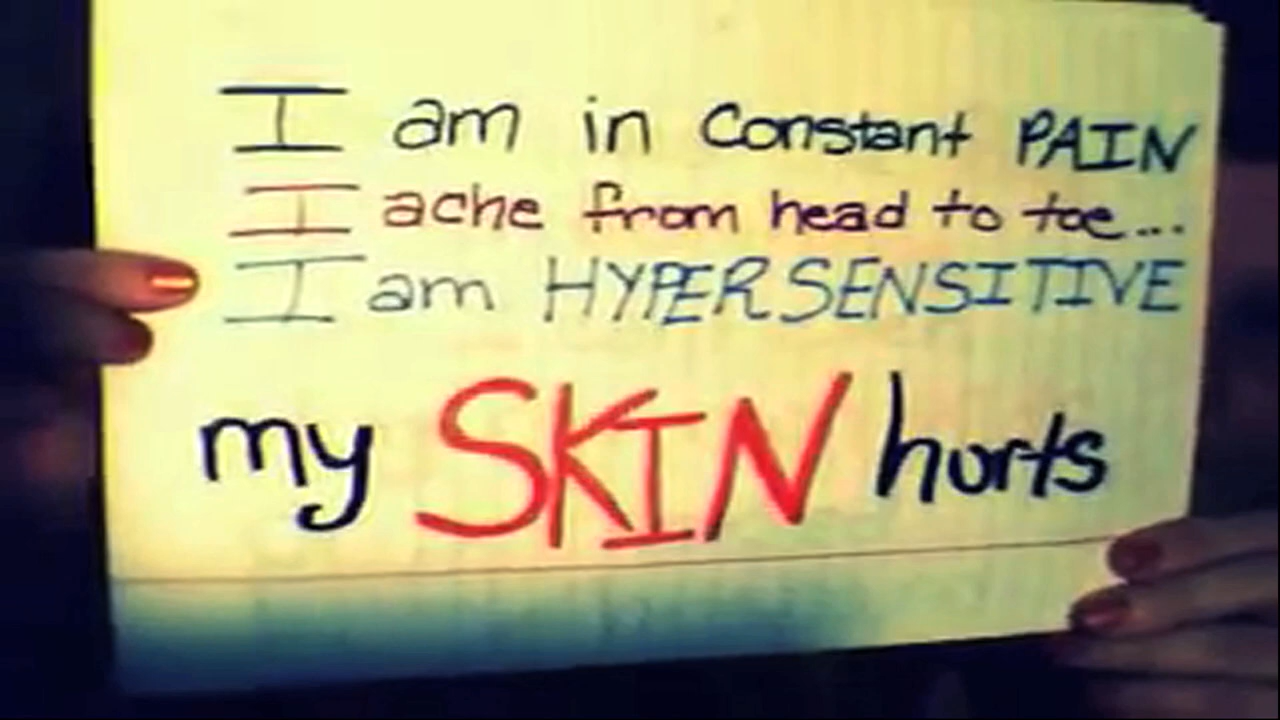 I am in Constant PAIN
I ache from head to toe...
I am HYPERSENSITIVE
my SKIN hurts